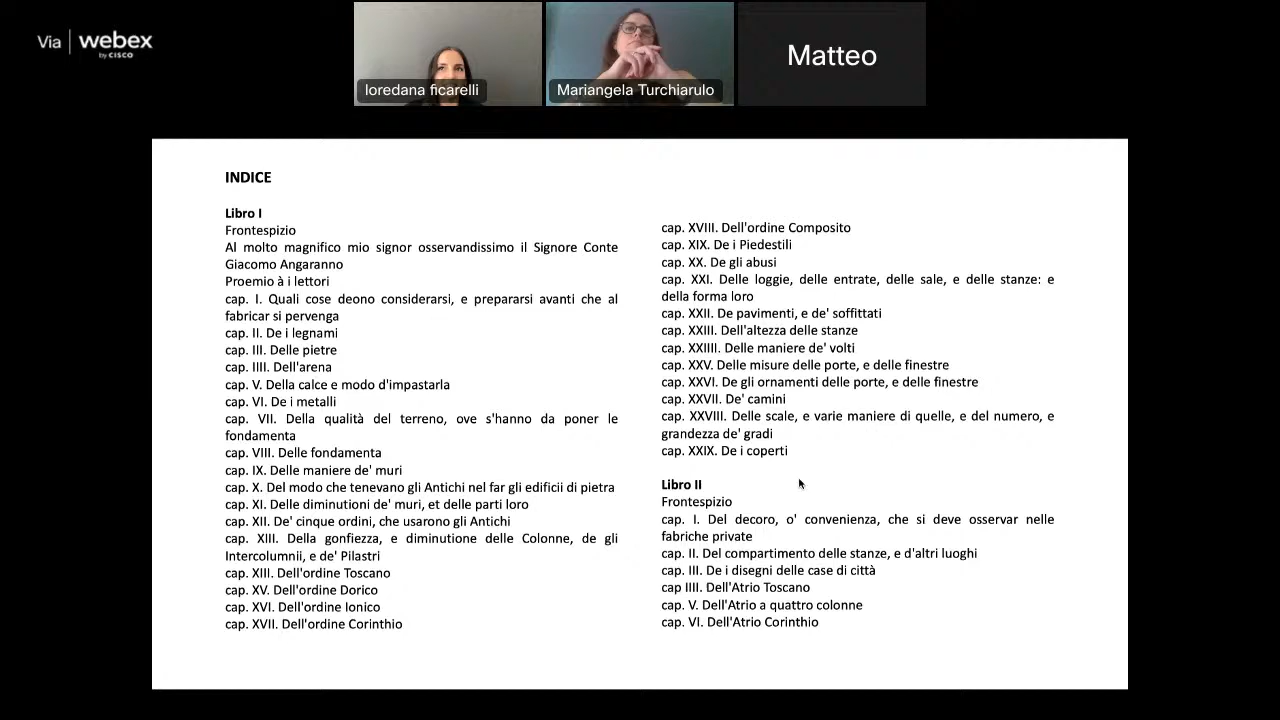 Via | webex
by CISCO
loredana ficarelli
Mariangela Turchiarulo
Matteo
INDICE
Libro I
Frontespizio
Al molto magnifico mio signor osservandissimo il Signore Conte
Giacomo Angaranno
Proemio à i lettori
cap. I. Quali cose deono considerarsi, e prepararsi avanti che al
fabricar si pervenga
cap. II. De i legnami
cap. III. Delle pietre
cap. IIII. Dell'arena
cap. V. Della calce e modo d'impastarla
cap. VI. De i metalli
cap. VII. Della qualità del terreno, ove s'hanno da poner le
fondamenta
cap. VIII. Delle fondamenta
cap. IX. Delle maniere de' muri
cap. X. Del modo che tenevano gli Antichi nel far gli edificii di pietra
cap. XI. Delle diminutioni de' muri, et delle parti loro
cap. XII. De' cinque ordini, che usarono gli Antichi
cap. XIII. Della gonfiezza, e diminutione delle Colonne, de gli
Intercolumnii, e de' Pilastri
cap. XIII. Dell'ordine Toscano
cap. XV. Dell'ordine Dorico
cap. XVI. Dell'ordine Ionico
cap. XVII. Dell'ordine Corinthio
cap. XVIII. Dell'ordine Composito
cap. XIX. De i Piedestili
cap. XX. De gli abusi
cap. XXI. Delle loggie, delle entrate, delle sale, e delle stanze: e
della forma loro
cap. XXII. De pavimenti, e de' soffittati
cap. XXIII. Dell'altezza delle stanze
cap. XXIIII. Delle maniere de' volti
cap. XXV. Delle misure delle porte, e delle finestre
cap. XXVI. De gli ornamenti delle porte, e delle finestre
cap. XXVII. De' camini
cap. XXVIII. Delle scale, e varie maniere di quelle, e del numero, e
grandezza de' gradi
cap. XXIX. De i coperti
Libro II
Frontespizio
cap. I. Del decoro, o' convenienza, che si deve osservar nelle
fabriche private
cap. II. Del compartimento delle stanze, e d'altri luoghi
cap. III. De i disegni delle case di città
cap IIII. Dell'Atrio Toscano
cap. V. Dell'Atrio a quattro colonne
cap. VI. Dell'Atrio Corinthio